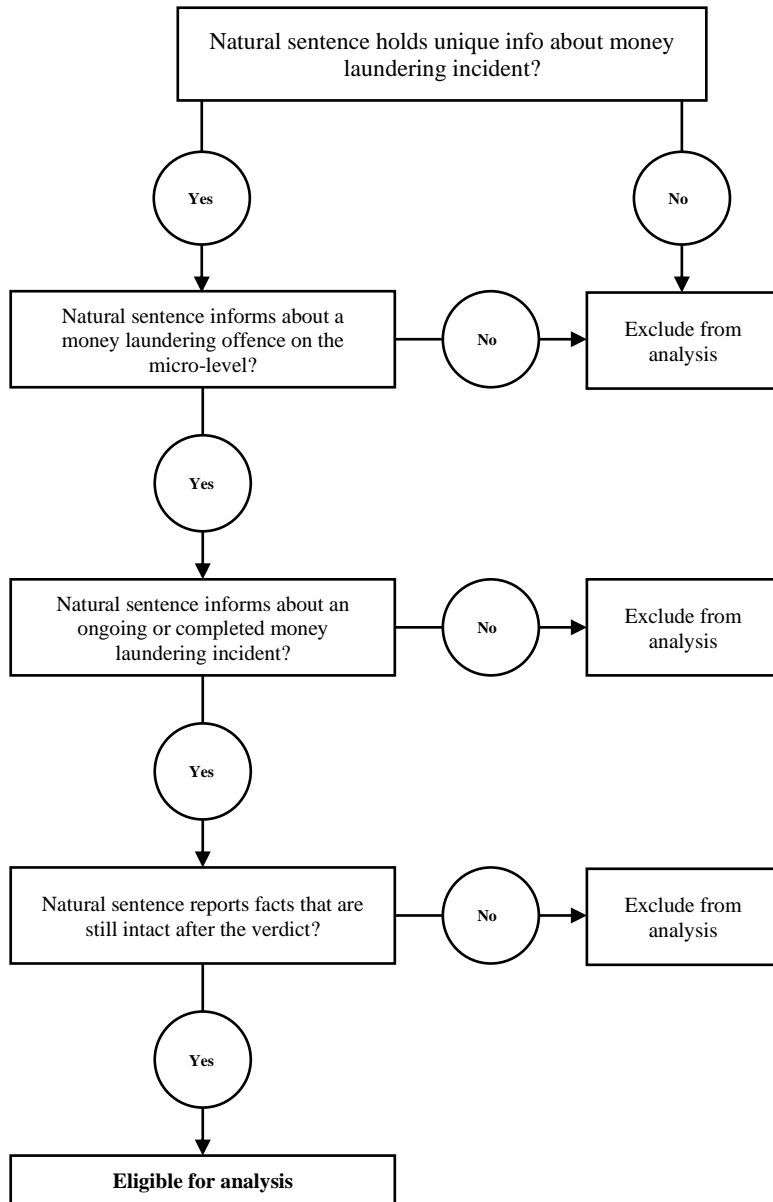 Natural sentence holds unique info about money
laundering incident?
Yes
No
Natural sentence informs about a
money laundering offence on the
micro-level?
No
Exclude from
analysis
Yes
Natural sentence informs about an
ongoing or completed money
laundering incident?
No
Exclude from
analysis
Yes
Natural sentence reports facts that are
still intact after the verdict?
No
Exclude from
analysis
Yes
Eligible for analysis